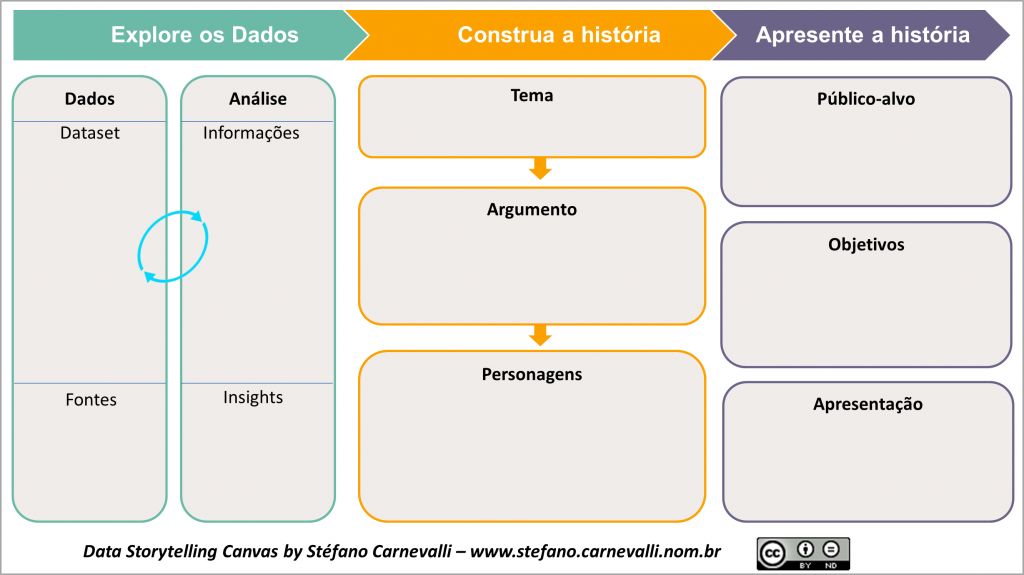 Explore os Dados
Construa a história
Apresente a história
Dados
Dataset
Fontes
Análise
Informações
Insights
Tema
Argumento
Personagens
Público-alvo
Objetivos
Apresentação
Data Storytelling Canvas by Stéfano Carnevalli – www.stefano.carnevalli.nom.br
cc
BY ND